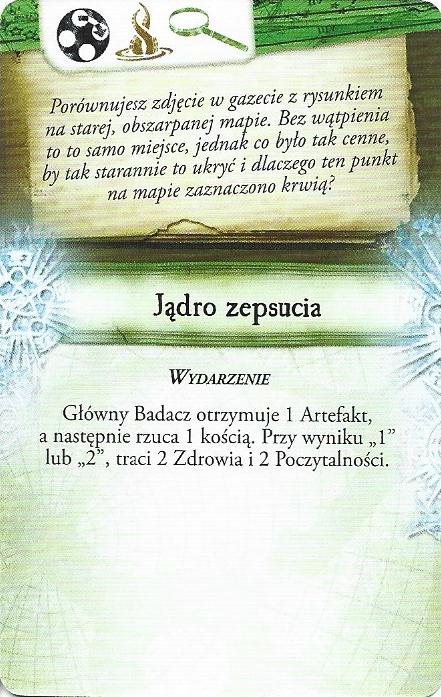 Porównujesz zdjęcie w gazecie z rysunkiem
na starej, obszarpanej mapie. Bez wątpienia
to to samo miejsce, jednak co było tak cenne,
by tak starannie to ukryć i dlaczego ten punkt
na mapie zaznaczono krwią?
Jądro zepsucia
WYDARZENIE
Główny Badacz otrzymuje 1 Artefakt,
a następnie rzuca 1 kością. Przy wyniku „1”
lub „2”, traci 2 Zdrowia i 2 Poczytalności.